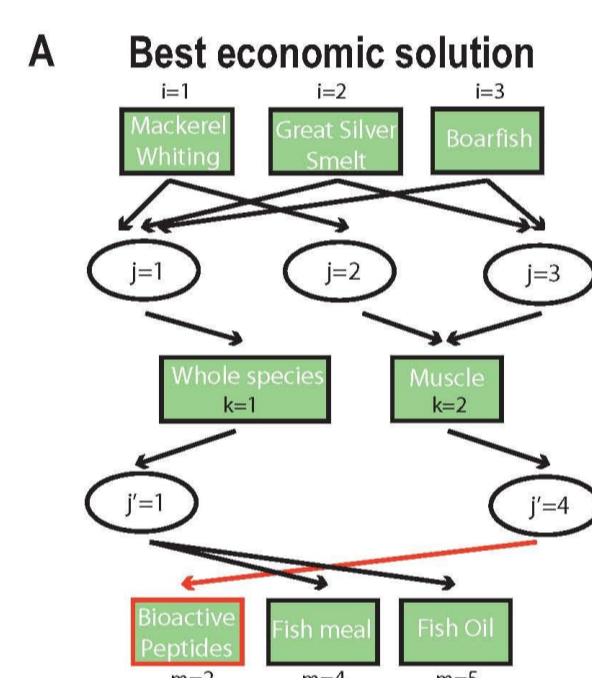 A Best economic solution
i=1 i=2 i=3
Mackerel
Whiting
Great Silver
Smelt
Boarfish
j=1 j=2 j=3
Whole species
k=1
Muscle
k=2
j'=1 j'=4
Bioactive
Peptides
Fish meal
Fish Oil